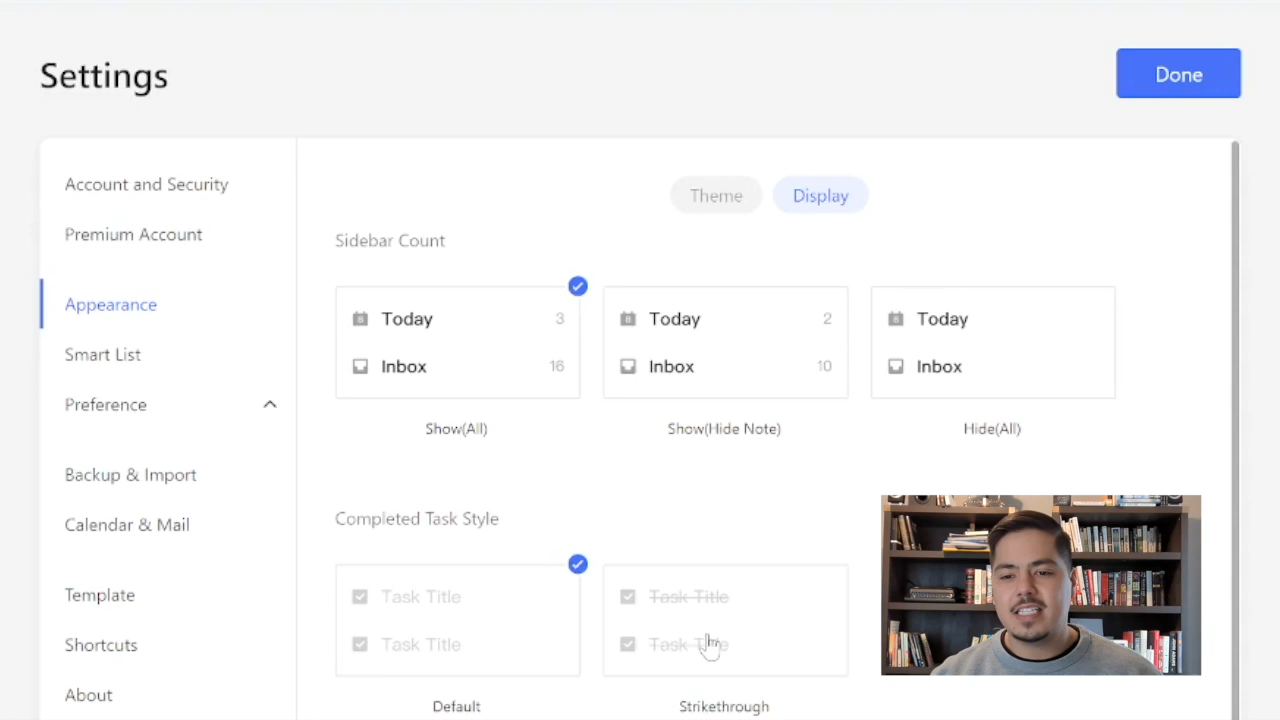 Settings
Done
Account and Security
Premium Account
Appearance
Smart List
Preference
Backup & Import
Calendar & Mail
Template
Shortcuts
About
Theme Display
Sidebar Count
Today 3
Inbox 16
Show(All)
Today 2
Inbox 10
Show(Hide Note)
Today
Inbox
Hide(All)
Completed Task Style
Task Title
Task Title
Default
Task Title
Task Title
Strikethrough